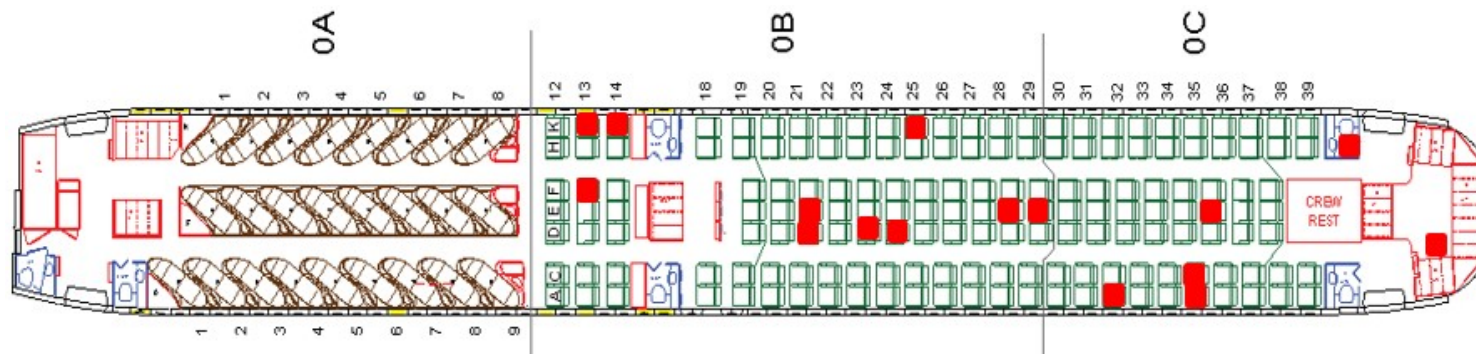 0A
0B
0C
1 2 3 4 5 6 7 8
12 13 14
18 19 20 21 22 23 24 25 26 27 28 29
30 31 32 33 34 35 36 37 38 39
K
H
F
E
D
CREW
REST
C
A
1 2 3 4 5 6 7 8 9